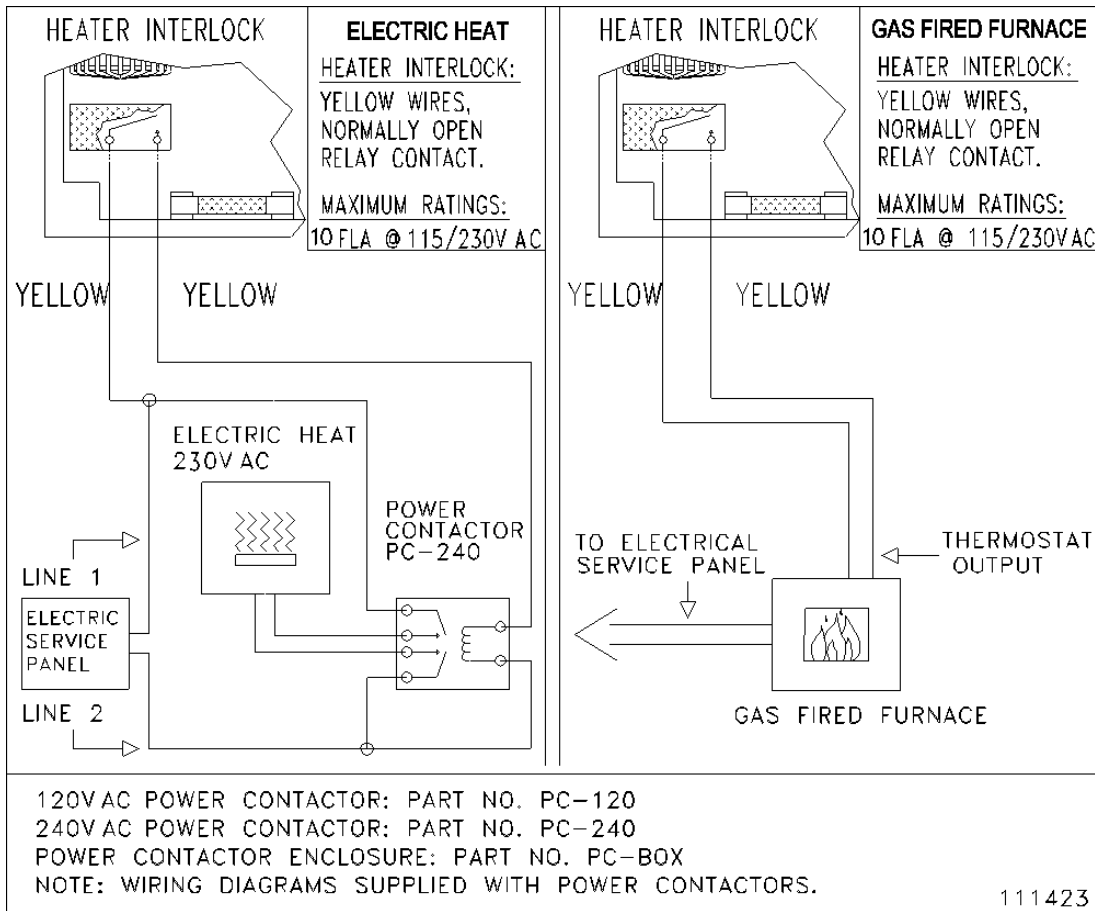 HEATER INTERLOCK
ELECTRIC HEAT
HEATER INTERLOCK:
YELLOW WIRES,
NORMALLY OPEN
RELAY CONTACT.
MAXIMUM RATINGS:
10 FLA @ 115/230V AC
YELLOW
YELLOW
ELECTRIC HEAT
230V AC
POWER
CONTACTOR
PC-240
LINE 1
ELECTRIC
SERVICE
PANEL
LINE 2
HEATER INTERLOCK
GAS FIRED FURNACE
HEATER INTERLOCK:
YELLOW WIRES,
NORMALLY OPEN
RELAY CONTACT.
MAXIMUM RATINGS:
10 FLA @ 115/230V AC
YELLOW
YELLOW
TO ELECTRICAL
SERVICE PANEL
THERMOSTAT
OUTPUT
GAS FIRED FURNACE
120V AC POWER CONTACTOR: PART NO. PC-120
240V AC POWER CONTACTOR: PART NO. PC-240
POWER CONTACTOR ENCLOSURE: PART NO. PC-BOX
NOTE: WIRING DIAGRAMS SUPPLIED WITH POWER CONTACTORS.
111423